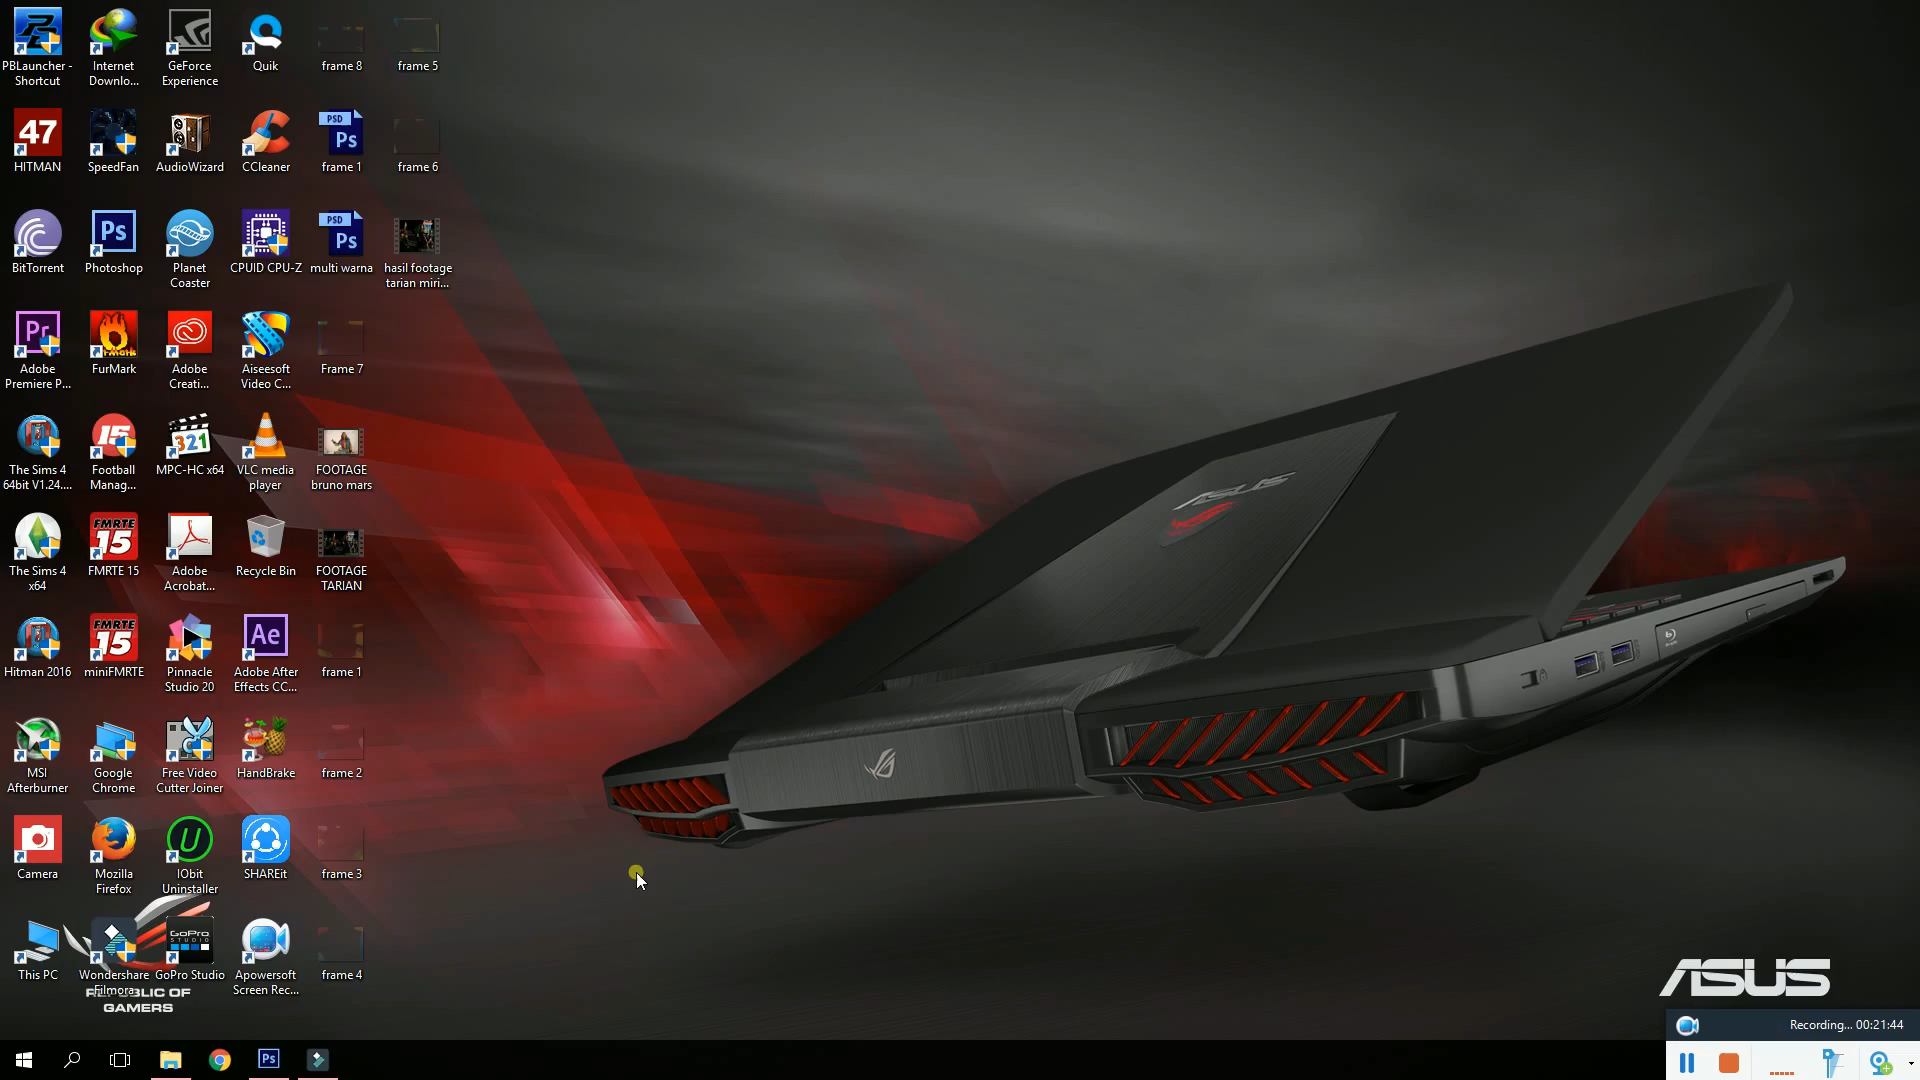 PBLauncher -
Shortcut
Internet
Downlo...
GeForce
Experience
Quik
frame 8
frame 5
47
HITMAN
SpeedFan
AudioWizard
CCleaner
PSD
Ps
frame 1
frame 6
BitTorrent
Ps
Photoshop
Planet
Coaster
CPUID CPU-Z
PSD
Ps
multi warna
hasil footage
tarian miri...
Pr
Adobe
Premiere P...
FurMark
Adobe
Creati...
Aiseesoft
Video C...
Frame 7
The Sims 4
64bit V1.24....
15
Football
Manag...
321
MPC-HC x64
VLC media
player
FOOTAGE
bruno mars
The Sims 4
x64
FMRTE
15
FMRTE 15
Adobe
Acrobat...
Recycle Bin
FOOTAGE
TARIAN
Hitman 2016
FMRTE
15
miniFMRTE
Pinnacle
Studio 20
Ae
Adobe After
Effects CC...
frame 1
MSI
Afterburner
Google
Chrome
Free Video
Cutter Joiner
HandBrake
frame 2
Camera
Mozilla
Firefox
IObit
Uninstaller
SHAREit
frame 3
This PC
Wondershare
Filmora
GoPro
STUDIO
GoPro Studio
Apowersoft
Screen Rec...
frame 4
REPUBLIC OF
GAMERS
ASUS
ASUS
Recording... 00:21:44
Ps